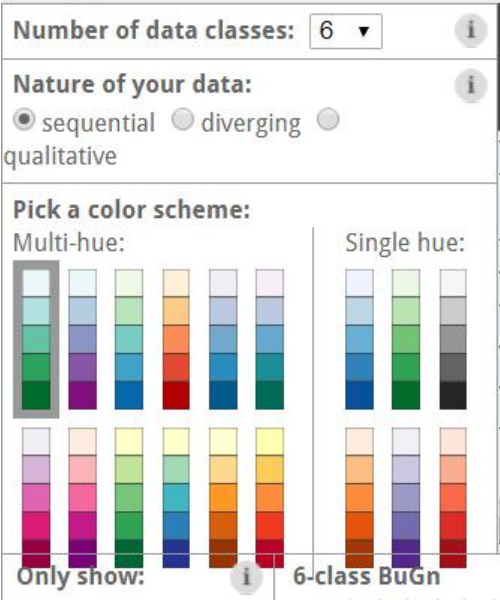 Number of data classes: 6 ▼ i
Nature of your data: i
sequential diverging
qualitative
Pick a color scheme:
Multi-hue: Single hue:
Only show: i 6-class BuGn